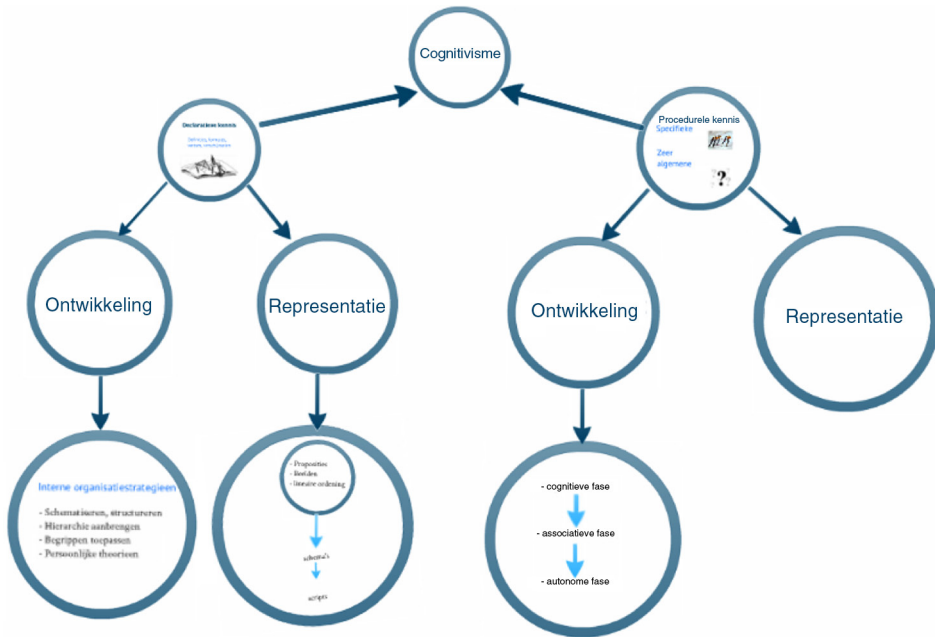 Cognitivisme
Declaratieve kennis
Procedurele kennis
Specifieke
Zeer
algemene
?
Ontwikkeling
Representatie
Ontwikkeling
Representatie
Interne organisatiestrategieen
- Schematiseren, structureren
- Hierarchie aanbrengen
- Begrippen toepassen
- Persoonlijke theorieen
- Proposities
- Beelden
- lineaire ordening
schema's
scripts
- cognitieve fase
- associatieve fase
- autonome fase